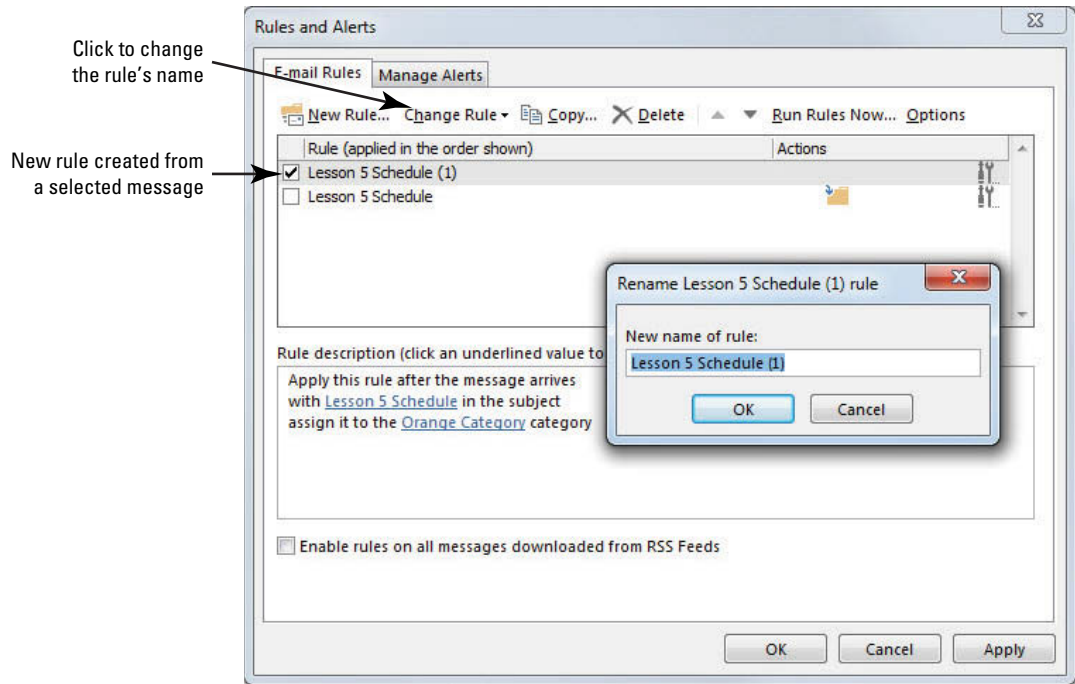 Rules and Alerts
Click to change
the rule's name
E-mail Rules
Manage Alerts
New Rule... Change Rule Copy... Delete Run Rules Now... Options
New rule created from
a selected message
Rule (applied in the order shown) Actions
Lesson 5 Schedule (1)
Lesson 5 Schedule
Rename Lesson 5 Schedule (1) rule
New name of rule:
Lesson 5 Schedule (1)
OK Cancel
Rule description (click an underlined value to
Apply this rule after the message arrives
with Lesson 5 Schedule in the subject
assign it to the Orange Category category
Enable rules on all messages downloaded from RSS Feeds
OK Cancel Apply